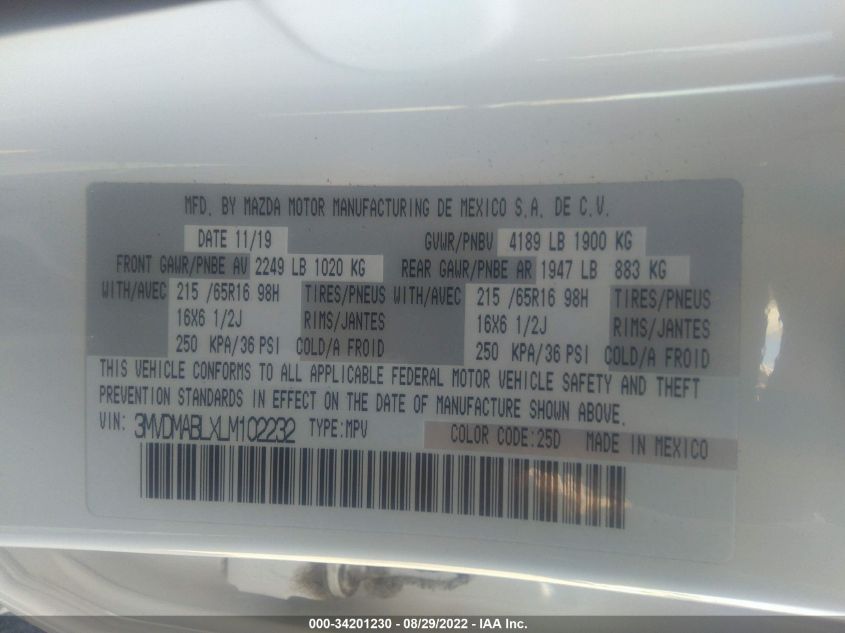 MFD. BY MAZDA MOTOR MANUFACTURING DE MEXICO S.A. DE C.V.
DATE 11/19 GVWR/PNBV 4189 LB 1900 KG
FRONT GAWR/PNBE AV 2249 LB 1020 KG REAR GAWR/PNBE AR 1947 LB 883 KG
WITH/AVEC 215 /65R16 98H TIRES/PNEUS WITH/AVEC 215 /65R16 98H TIRES/PNEUS
16X6 1/2J RIMS/JANTES 16X6 1/2J RIMS/JANTES
250 KPA/36 PSI COLD/A FROID 250 KPA/36 PSI COLD/A FROID
THIS VEHICLE CONFORMS TO ALL APPLICABLE FEDERAL MOTOR VEHICLE SAFETY AND THEFT
PREVENTION STANDARDS IN EFFECT ON THE DATE OF MANUFACTURE SHOWN ABOVE.
VIN: 3MVDMABLXLM102232 TYPE:MPV COLOR CODE:25D MADE IN MEXICO
000-34201230 - 08/29/2022 - IAA Inc.